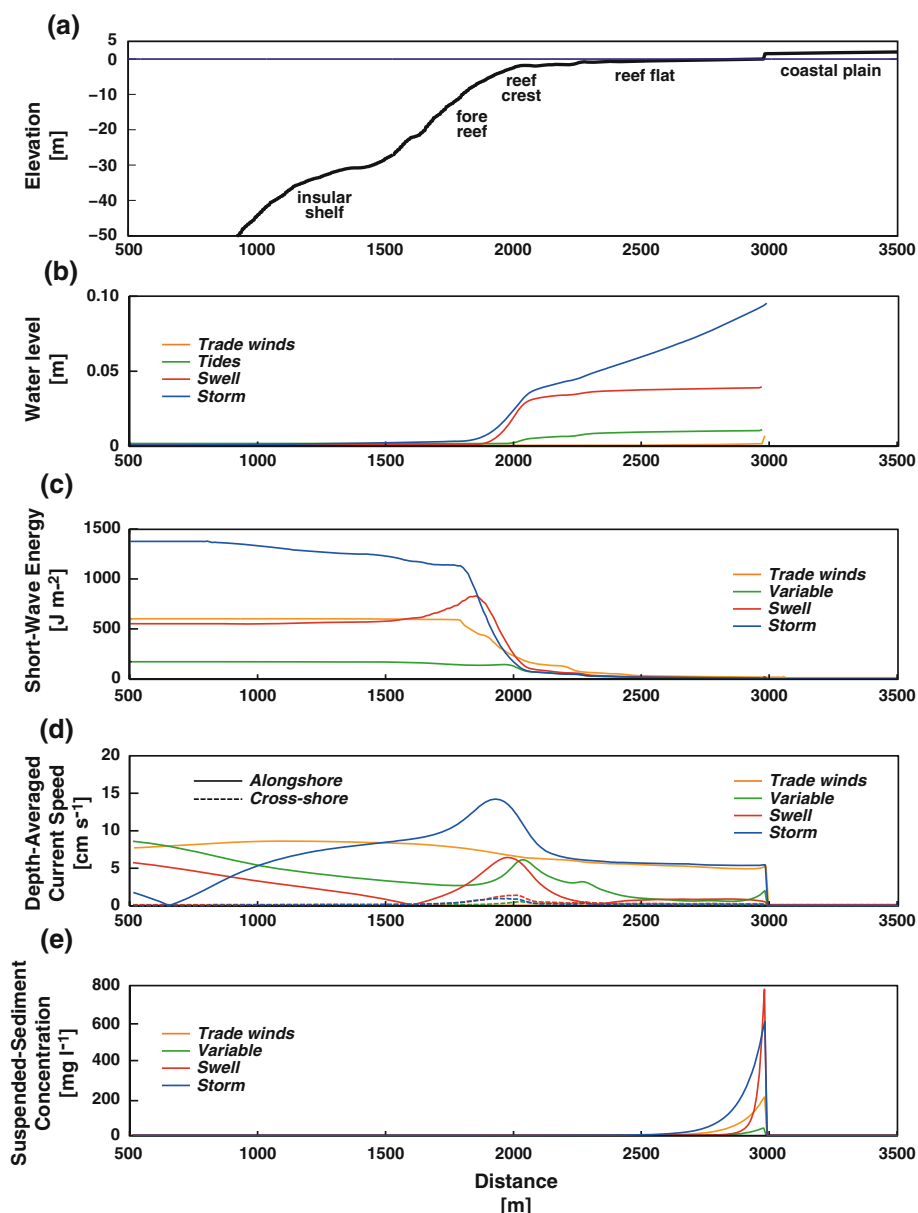 (a)
5
0
−10
−20
−30
−40
−50
Elevation
[m]
reef
crest
reef flat
coastal plain
fore
reef
insular
shelf
500 1000 1500 2000 2500 3000 3500
(b)
0.10
0.05
0
Water level
[m]
Trade winds
Tides
Swell
Storm
500 1000 1500 2000 2500 3000 3500
(c)
1500
1000
500
0
Short-Wave Energy
[J m-2]
Trade winds
Variable
Swell
Storm
500 1000 1500 2000 2500 3000 3500
(d)
20
15
10
5
0
Depth-Averaged
Current Speed
[cm s-1]
Alongshore
Cross-shore
Trade winds
Variable
Swell
Storm
500 1000 1500 2000 2500 3000 3500
(e)
800
600
400
200
0
Suspended-Sediment
Concentration
[mg l-1]
Trade winds
Variable
Swell
Storm
500 1000 1500 2000 2500 3000 3500
Distance
[m]